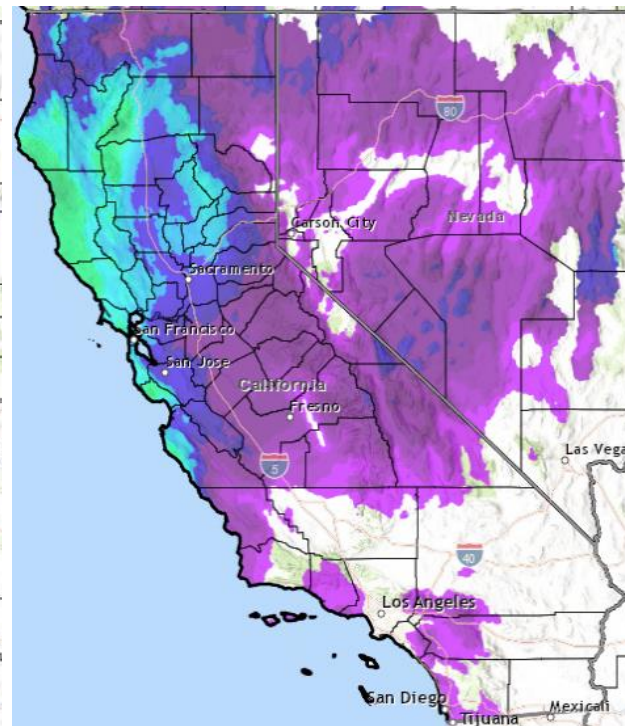 80
Carson City
Nevada
Sacramento
San Francisco
San Jose
California
Fresno
5
Las Vega
40
Los Angeles
San Diego
Tijuana
Mexicali